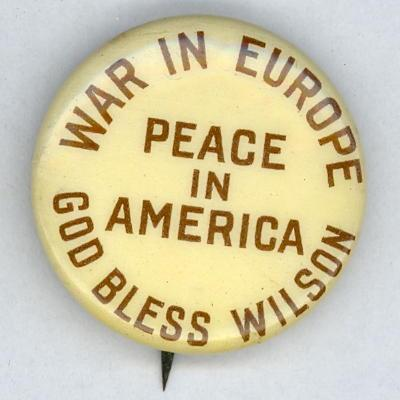 WAR IN EUROPE
PEACE
IN
AMERICA
GOD BLESS WILSON